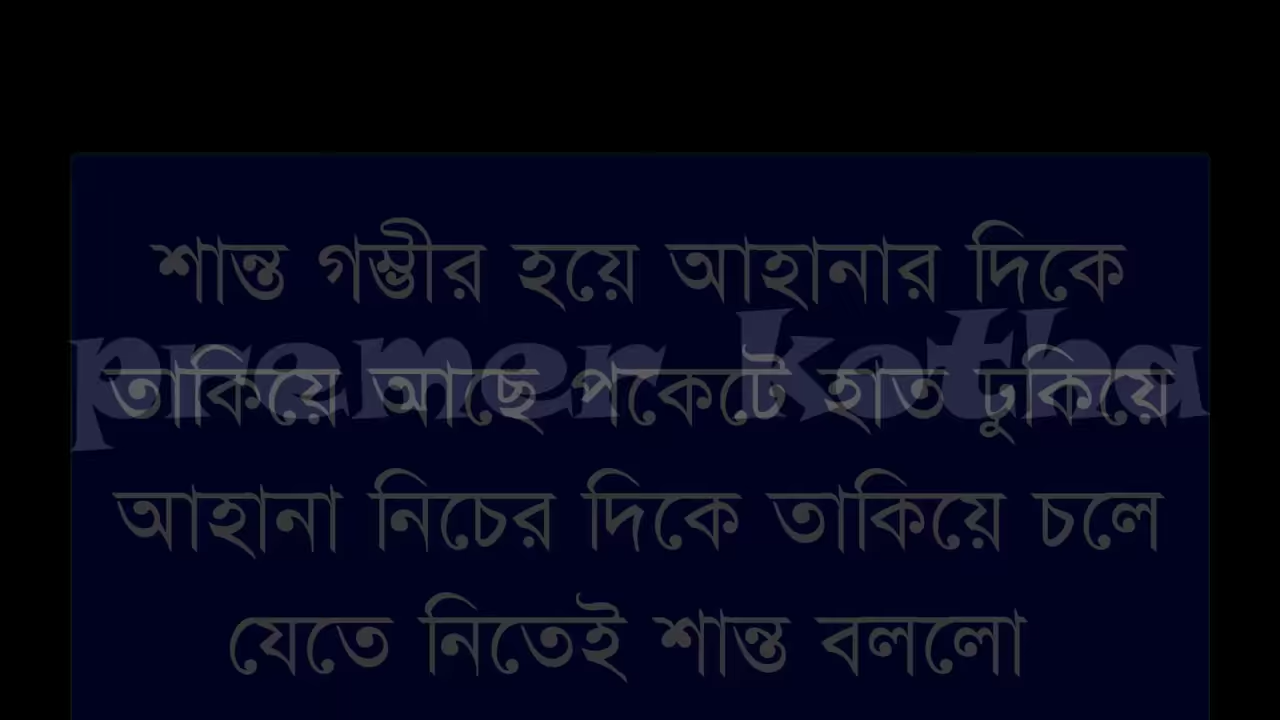 শান্ত গম্ভীর হয়ে আহানার দিকে
premer kotha
তাকিয়ে আছে পকেটে হাত ঢুকিয়ে
আহানা নিচের দিকে তাকিয়ে চলে
যেতে নিতেই শান্ত বললো